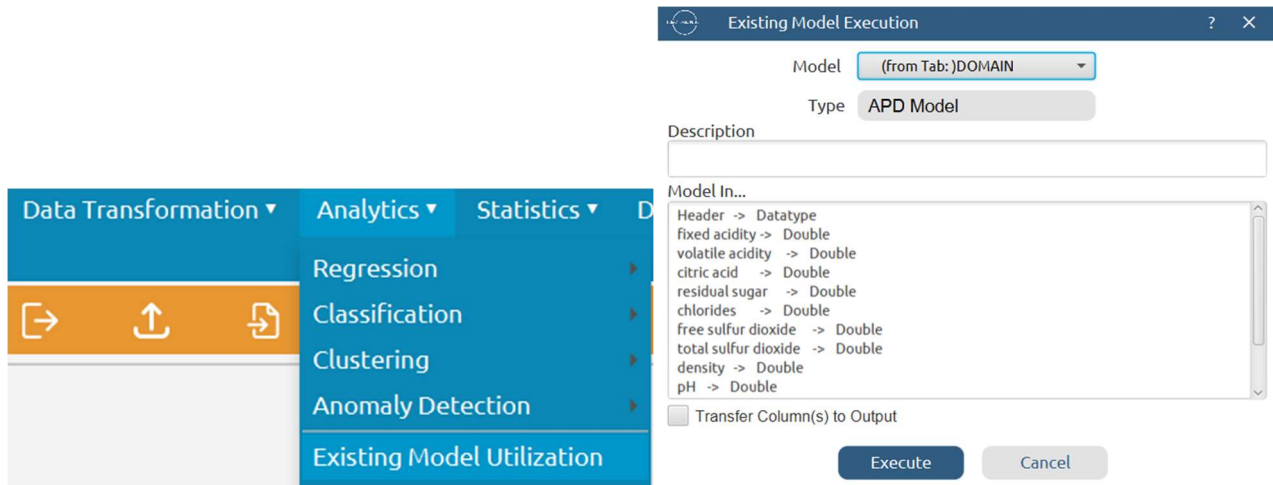 Data Transformation ▾ Analytics ▾ Statistics ▾ D
Regression
Classification
Clustering
Anomaly Detection
Existing Model Utilization
Existing Model Execution ? ×
Model (from Tab: )DOMAIN
Type APD Model
Description
Model In...
Header -> Datatype
fixed acidity -> Double
volatile acidity -> Double
citric acid -> Double
residual sugar -> Double
chlorides -> Double
free sulfur dioxide -> Double
total sulfur dioxide -> Double
density -> Double
pH -> Double
Transfer Column(s) to Output
Execute Cancel